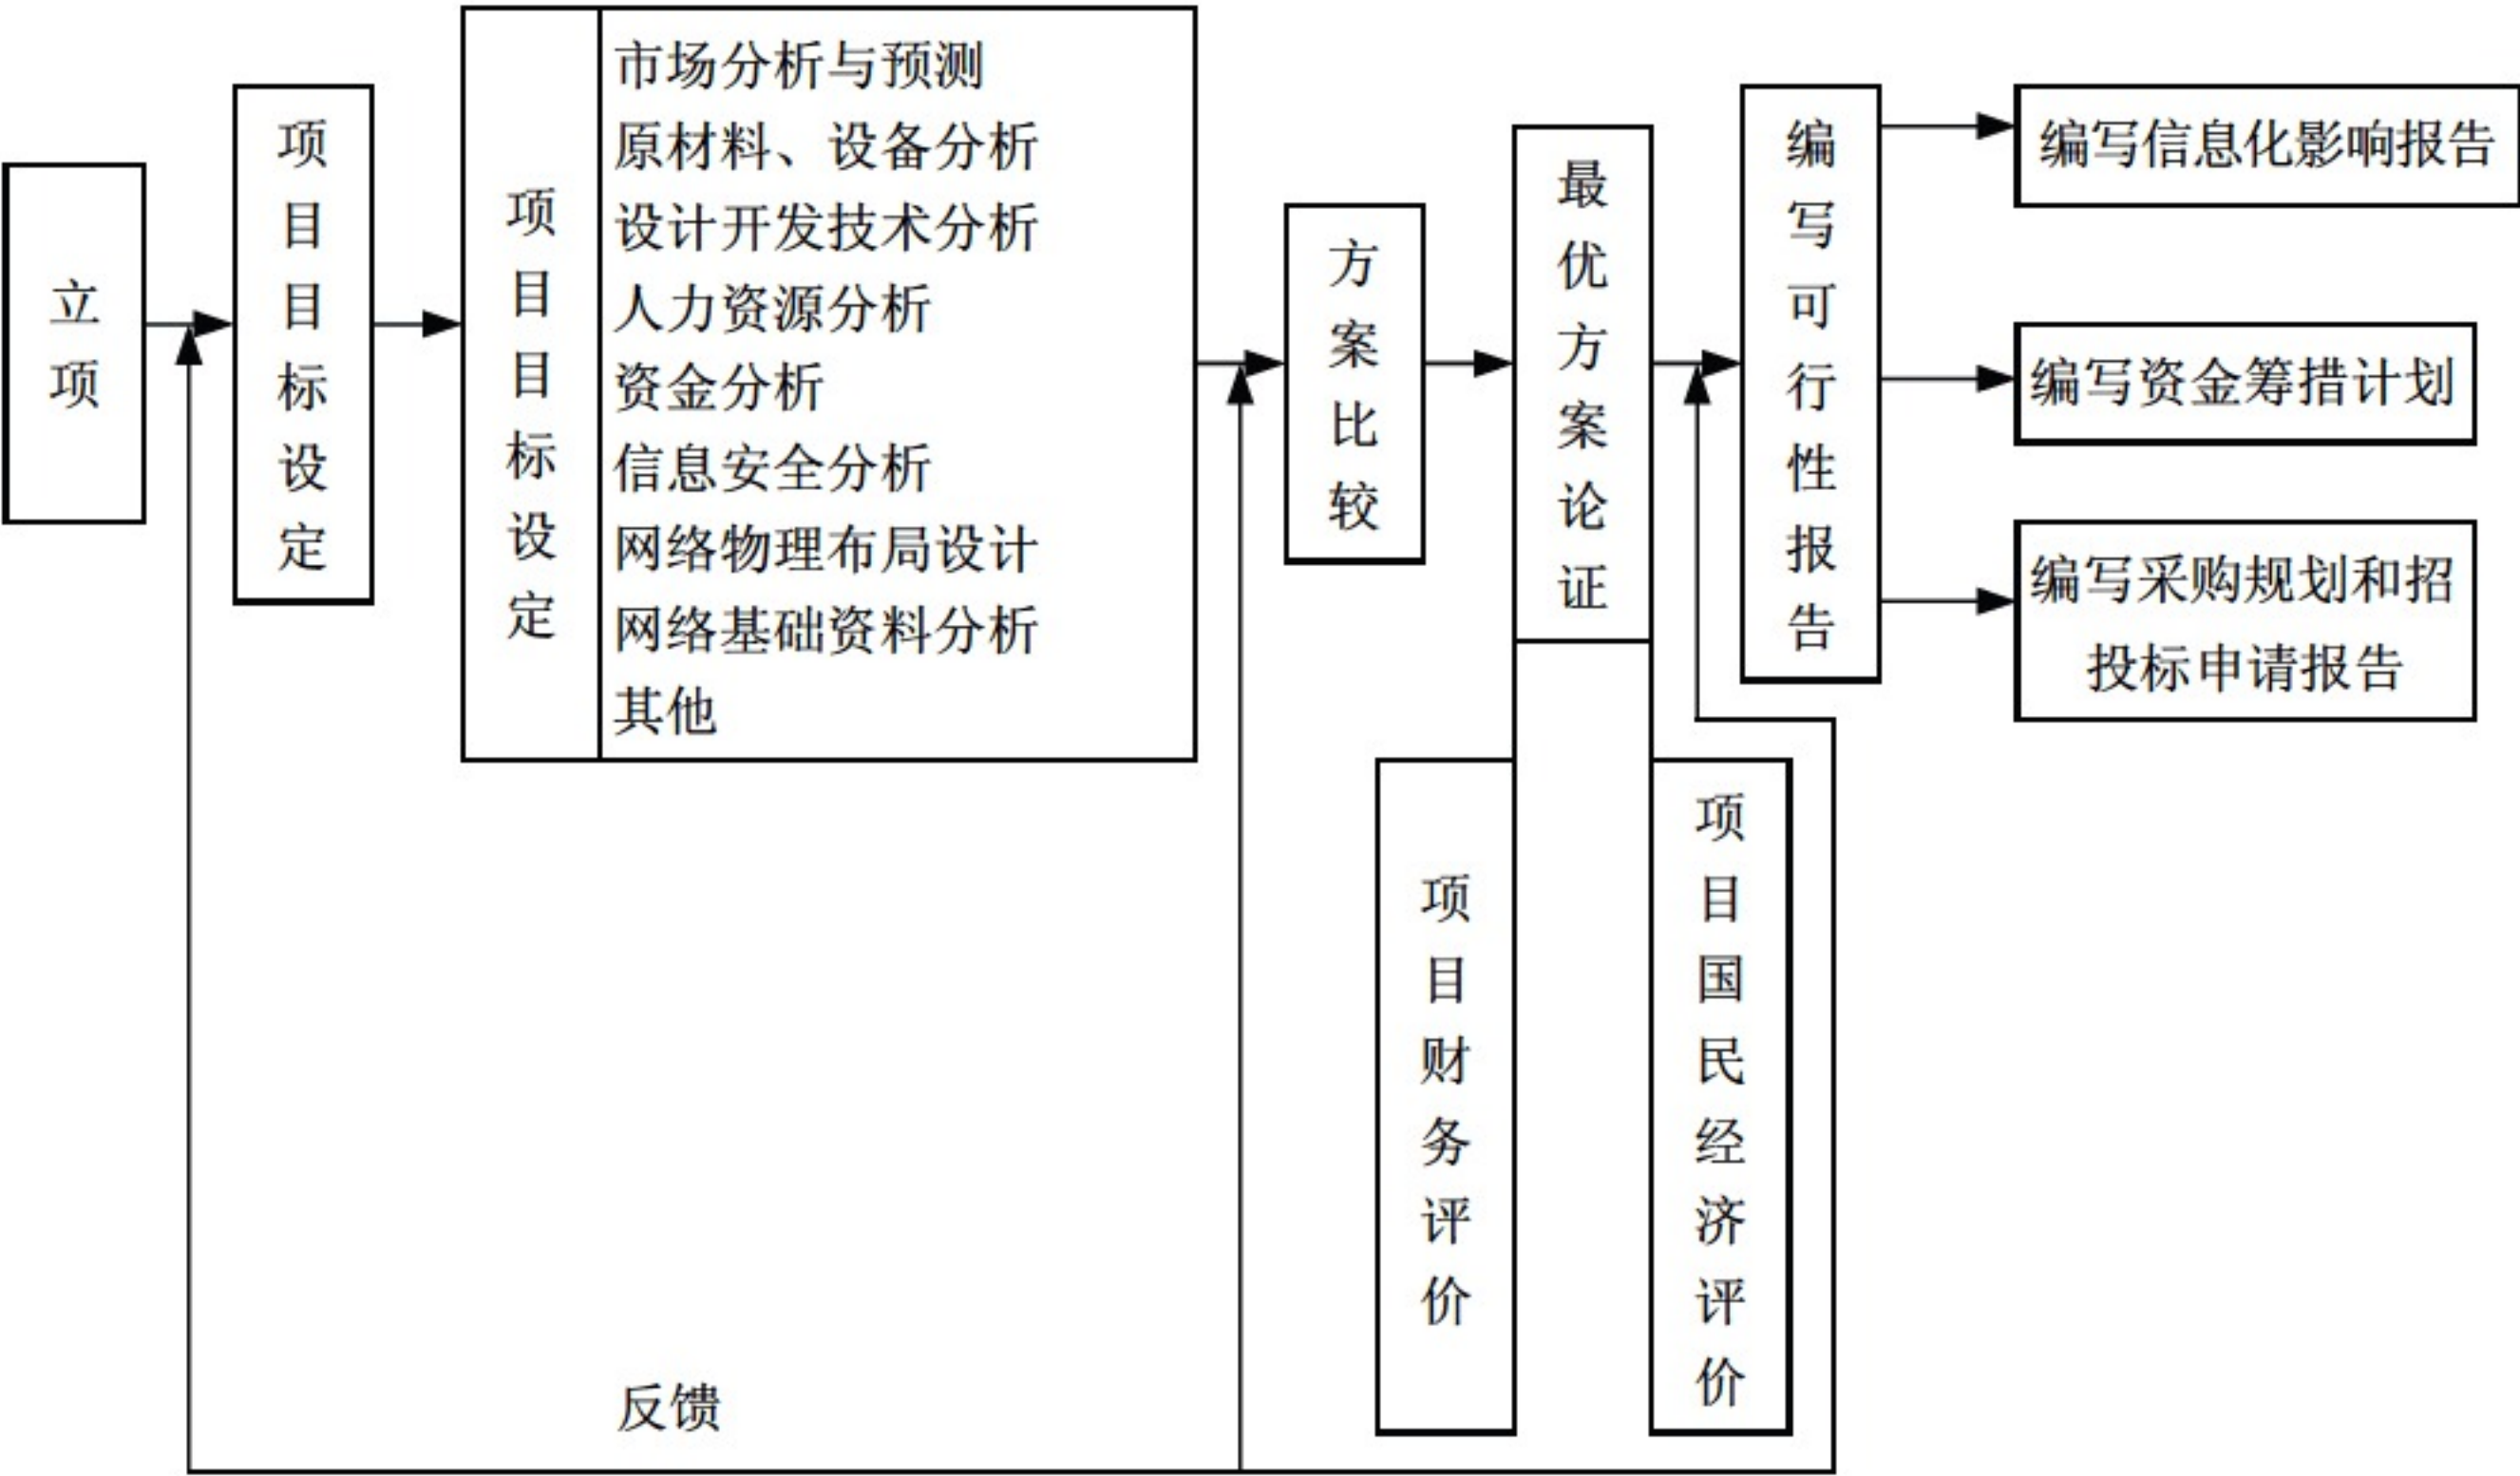 立项
项目目标设定
项目目标设定
市场分析与预测
原材料、设备分析
设计开发技术分析
人力资源分析
资金分析
信息安全分析
网络物理布局设计
网络基础资料分析
其他
方案比较
最优方案论证
项目财务评价
项目国民经济评价
编写可行性报告
编写信息化影响报告
编写资金筹措计划
编写采购规划和招
投标申请报告
反馈